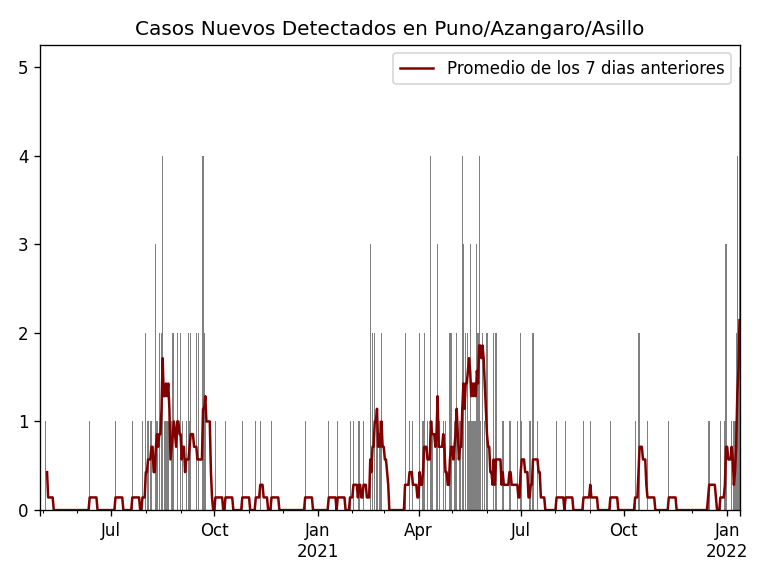 Casos Nuevos Detectados en Puno/Azangaro/Asillo
Promedio de los 7 dias anteriores
5
4
3
2
1
0
Jul
Oct
Jan
2021
Apr
Jul
Oct
Jan
2022